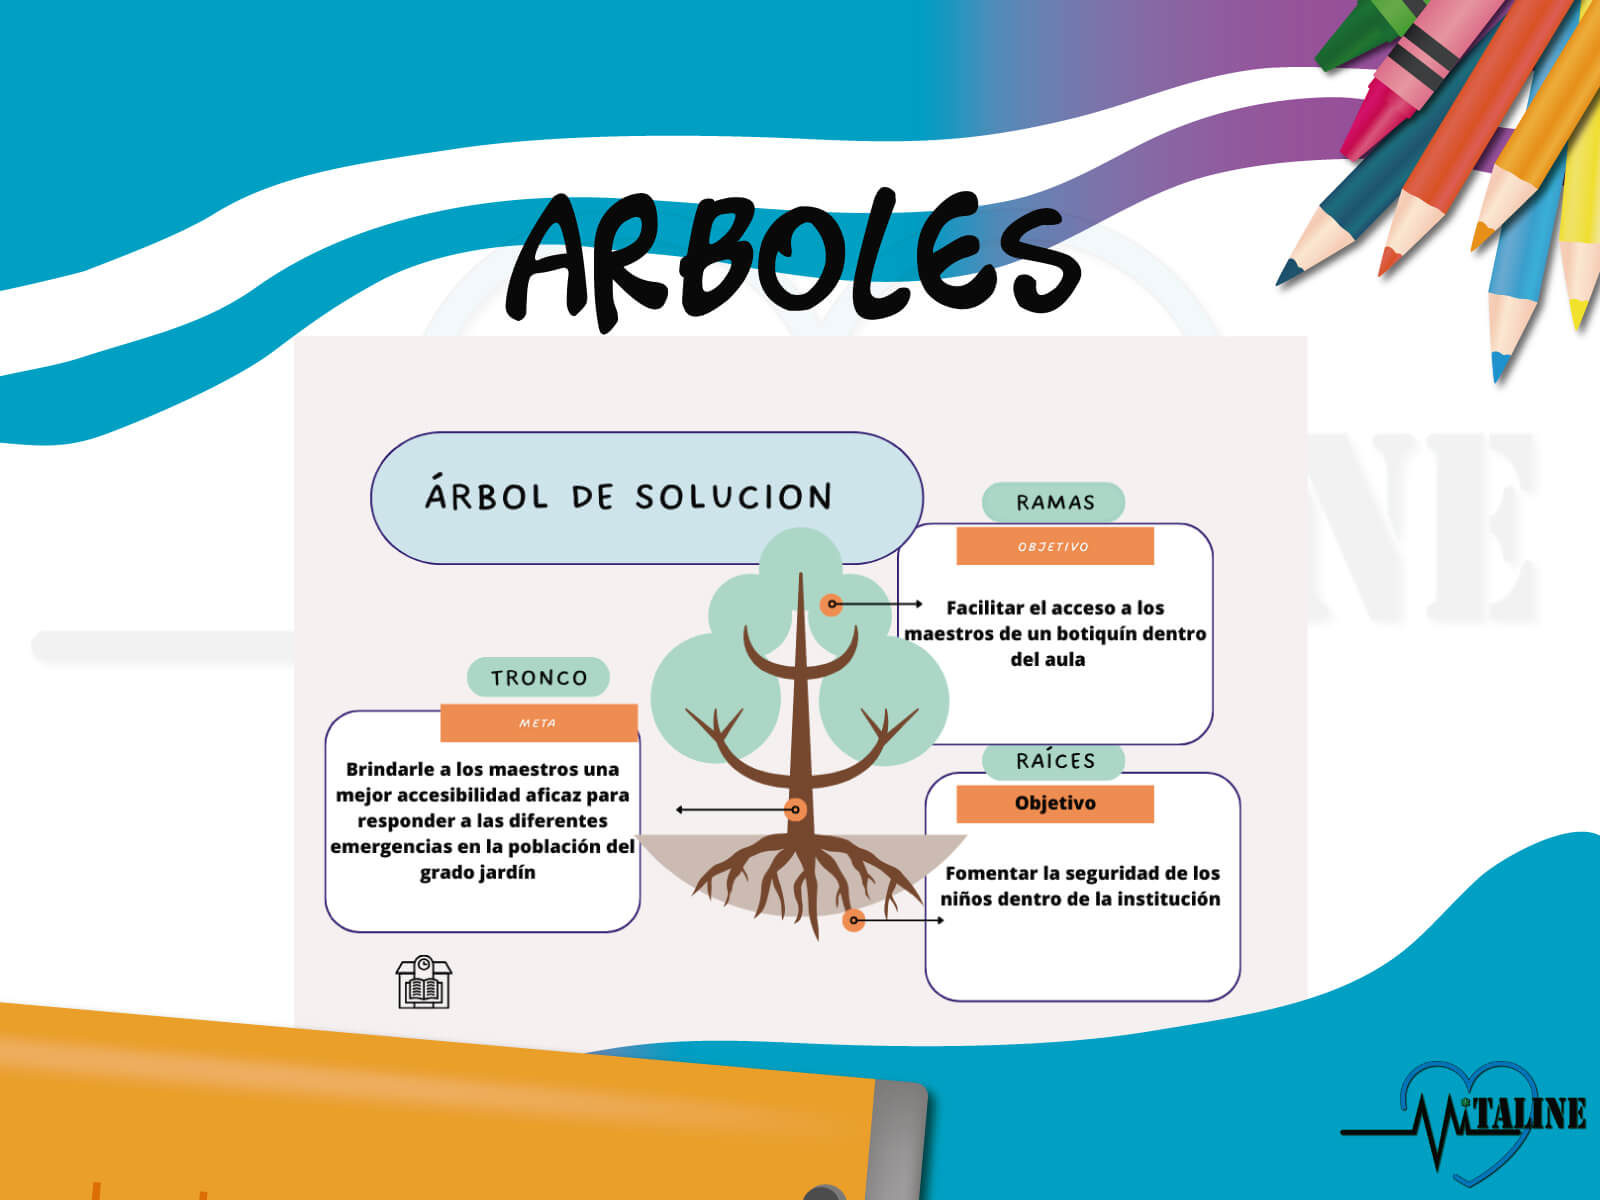 ARBOLES
ÁRBOL DE SOLUCION
RAMAS
OBJETIVO
Facilitar el acceso a los
maestros de un botiquín dentro
del aula
TRONCO
META
Brindarle a los maestros una
mejor accesibilidad aficaz para
responder a las diferentes
emergencias en la población del
grado jardín
RAÍCES
Objetivo
Fomentar la seguridad de los
niños dentro de la institución
NE
VITALINE